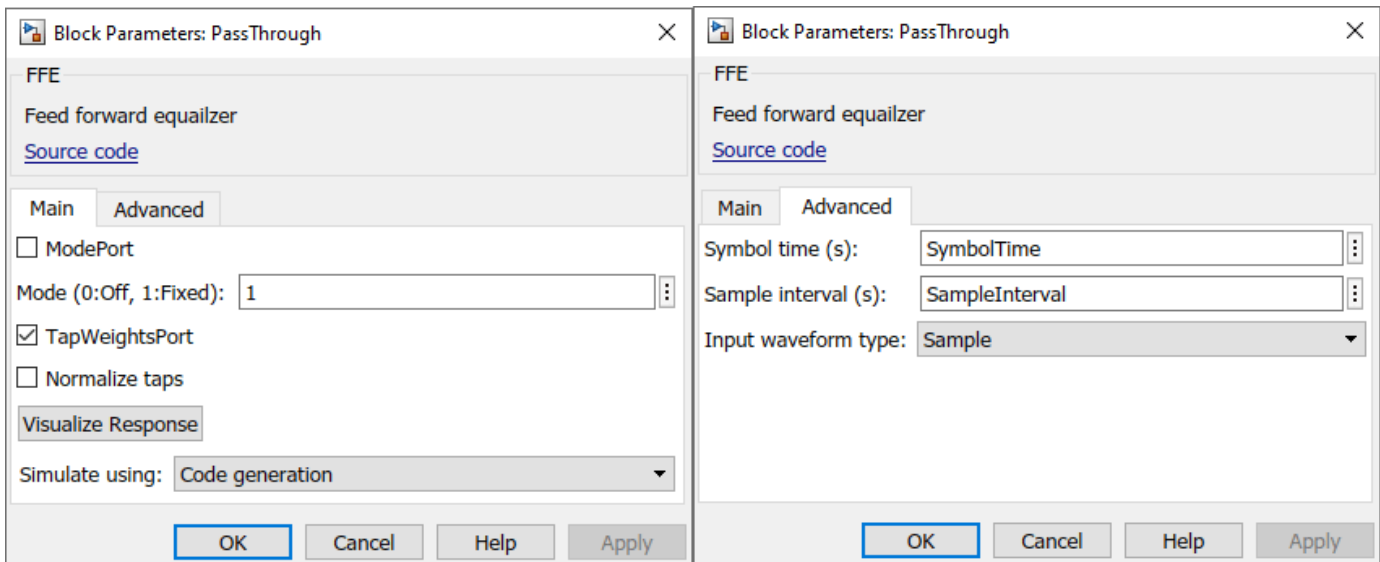 Block Parameters: PassThrough
FFE
Feed forward equailzer
Source code
Main Advanced
ModePort
Mode (0:Off, 1:Fixed): 1
TapWeightsPort
Normalize taps
Visualize Response
Simulate using: Code generation
OK Cancel Help Apply
Block Parameters: PassThrough
FFE
Feed forward equailzer
Source code
Main Advanced
Symbol time (s): SymbolTime
Sample interval (s): SampleInterval
Input waveform type: Sample
OK Cancel Help Apply